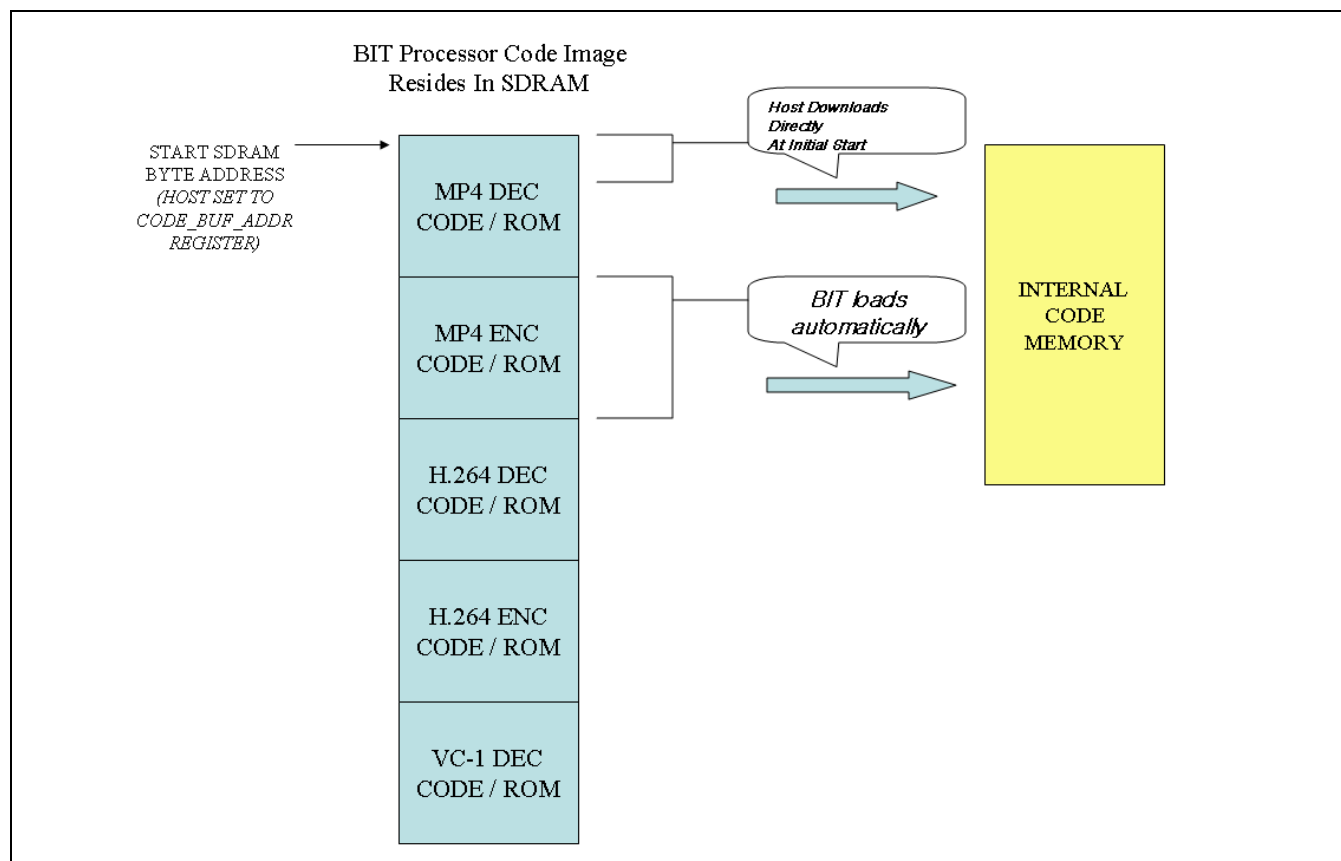 BIT Processor Code Image
Resides In SDRAM
START SDRAM
BYTE ADDRESS
(HOST SET TO
CODE_BUF_ADDR
REGISTER)
MP4 DEC
CODE / ROM
MP4 ENC
CODE / ROM
H.264 DEC
CODE / ROM
H.264 ENC
CODE / ROM
VC-1 DEC
CODE / ROM
Host Downloads
Directly
At Initial Start
BIT loads
automatically
INTERNAL
CODE
MEMORY